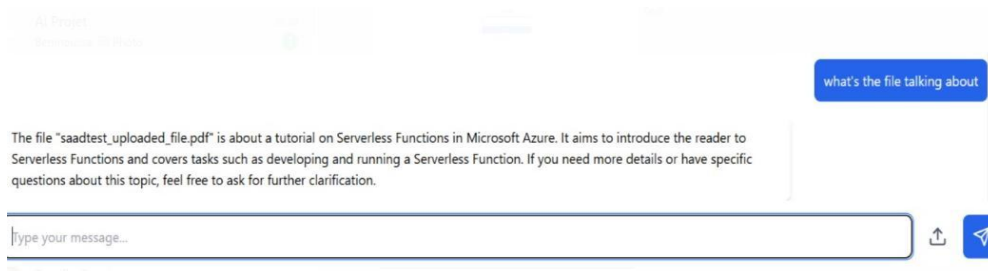 what's the file talking about
The file "saadtest_uploaded_file.pdf" is about a tutorial on Serverless Functions in Microsoft Azure. It aims to introduce the reader to
Serverless Functions and covers tasks such as developing and running a Serverless Function. If you need more details or have specific
questions about this topic, feel free to ask for further clarification.
Type your message...